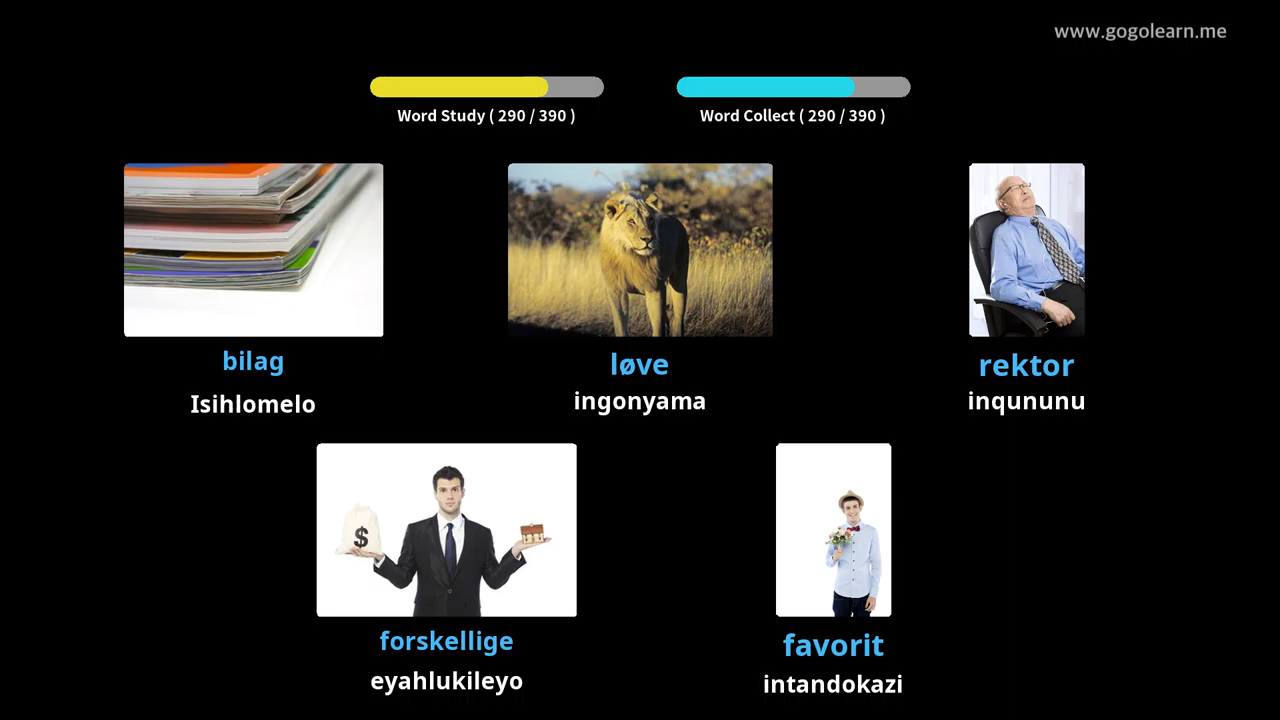 www.gogolearn.me
Word Study ( 290 / 390 )
Word Collect ( 290 / 390 )
bilag
Isihlomelo
løve
ingonyama
rektor
inqununu
$
forskellige
eyahlukileyo
favorit
intandokazi